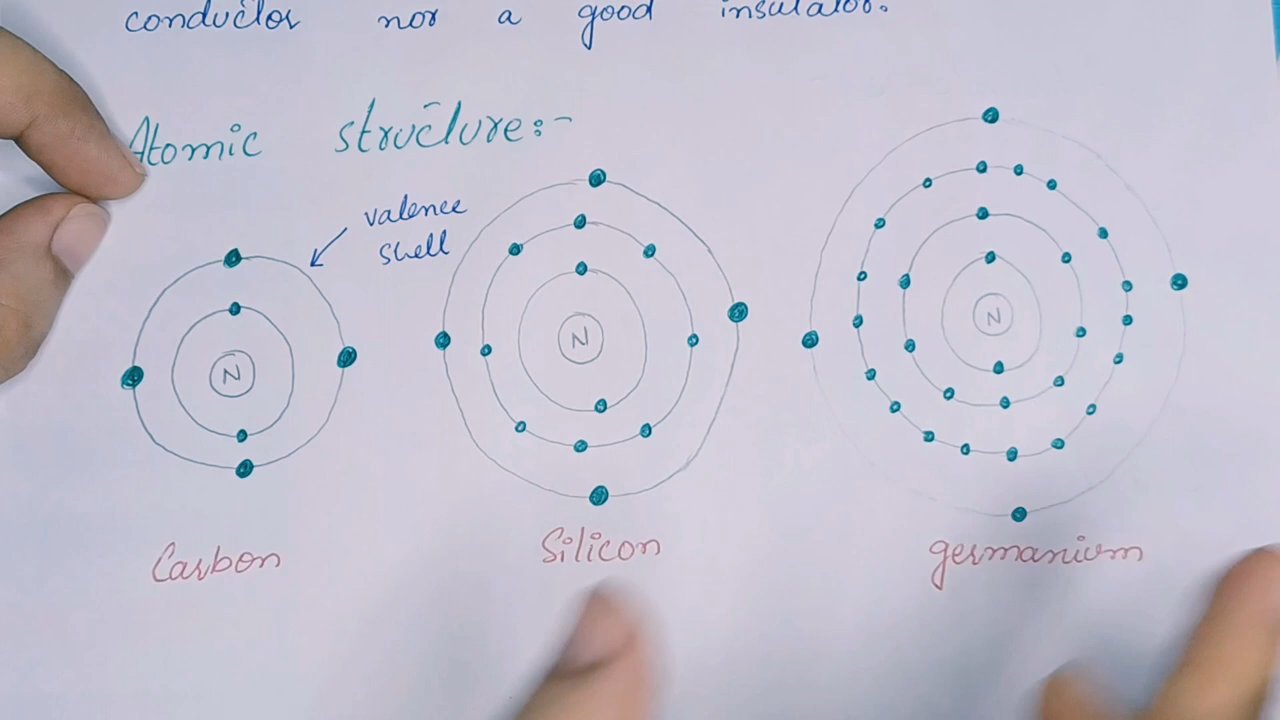 conductor nor a good insulator.
Atomic structure:-
valence
shell
N
N
N
Carbon
Silicon
germanium